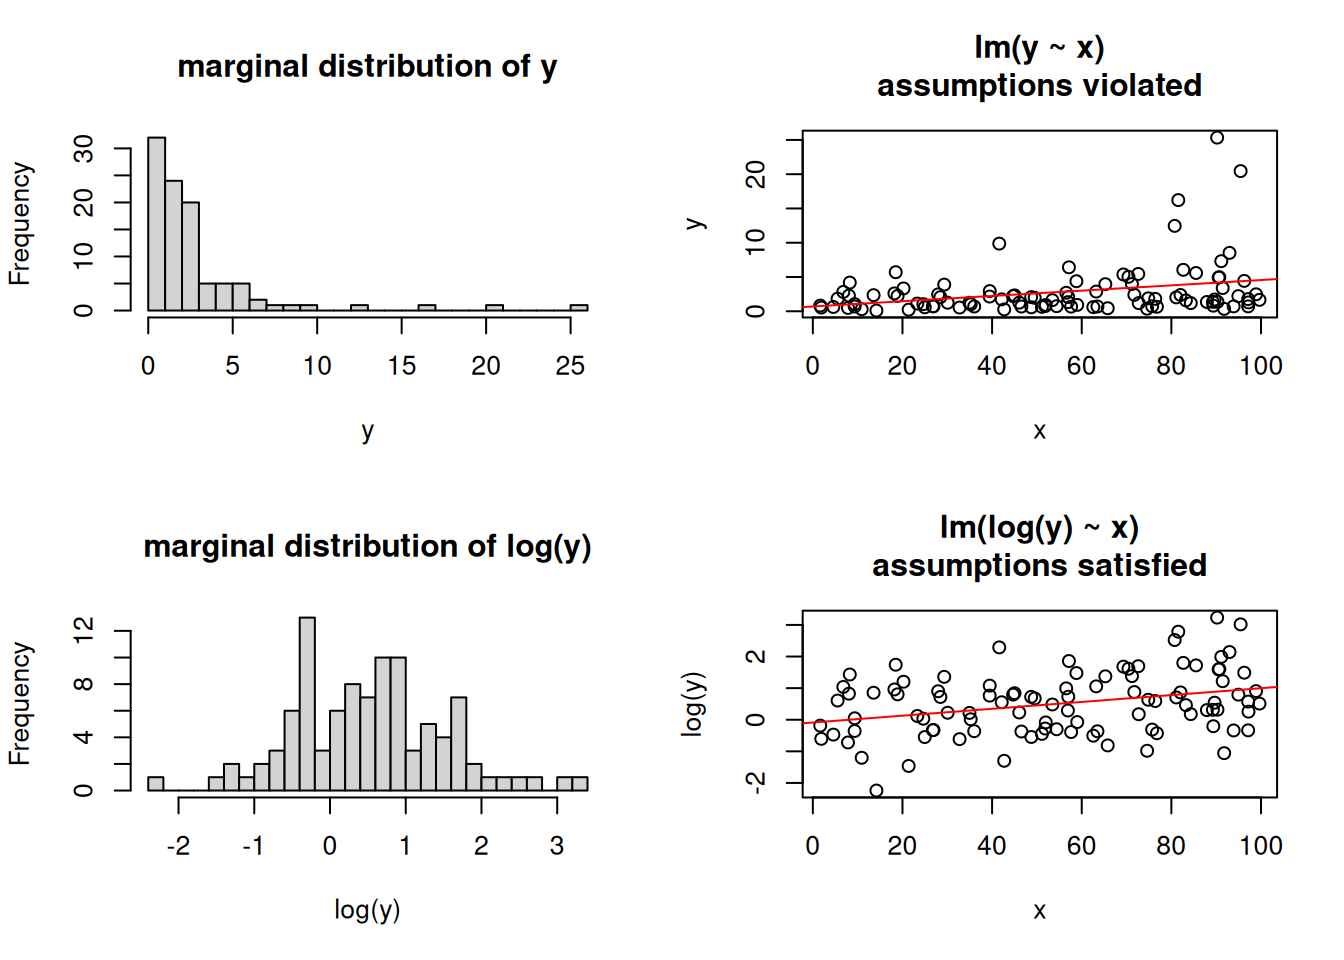 marginal distribution of y
Frequency
0 10 20 30
0 5 10 15 20 25
y
lm(y ~ x)
assumptions violated
y
0 10 20
0 20 40 60 80 100
x
marginal distribution of log(y)
Frequency
0 4 8 12
-2 -1 0 1 2 3
log(y)
lm(log(y) ~ x)
assumptions satisfied
log(y)
-2 0 2
0 20 40 60 80 100
x